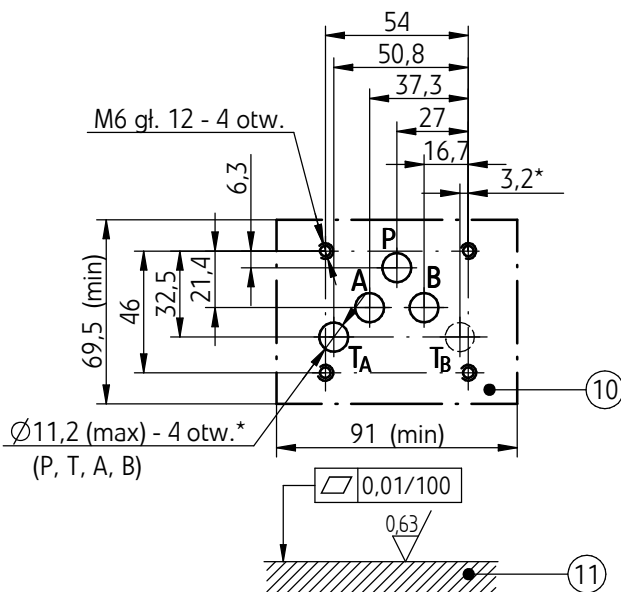 54
50,8
37,3
27
16,7
3,2*
M6 gł. 12 - 4 otw.
6,3
69,5 (min)
46
32,5
21,4
P
A
B
TA
TB
10
Ø11,2 (max) - 4 otw.*
(P, T, A, B)
91 (min)
0,01/100
0,63
11